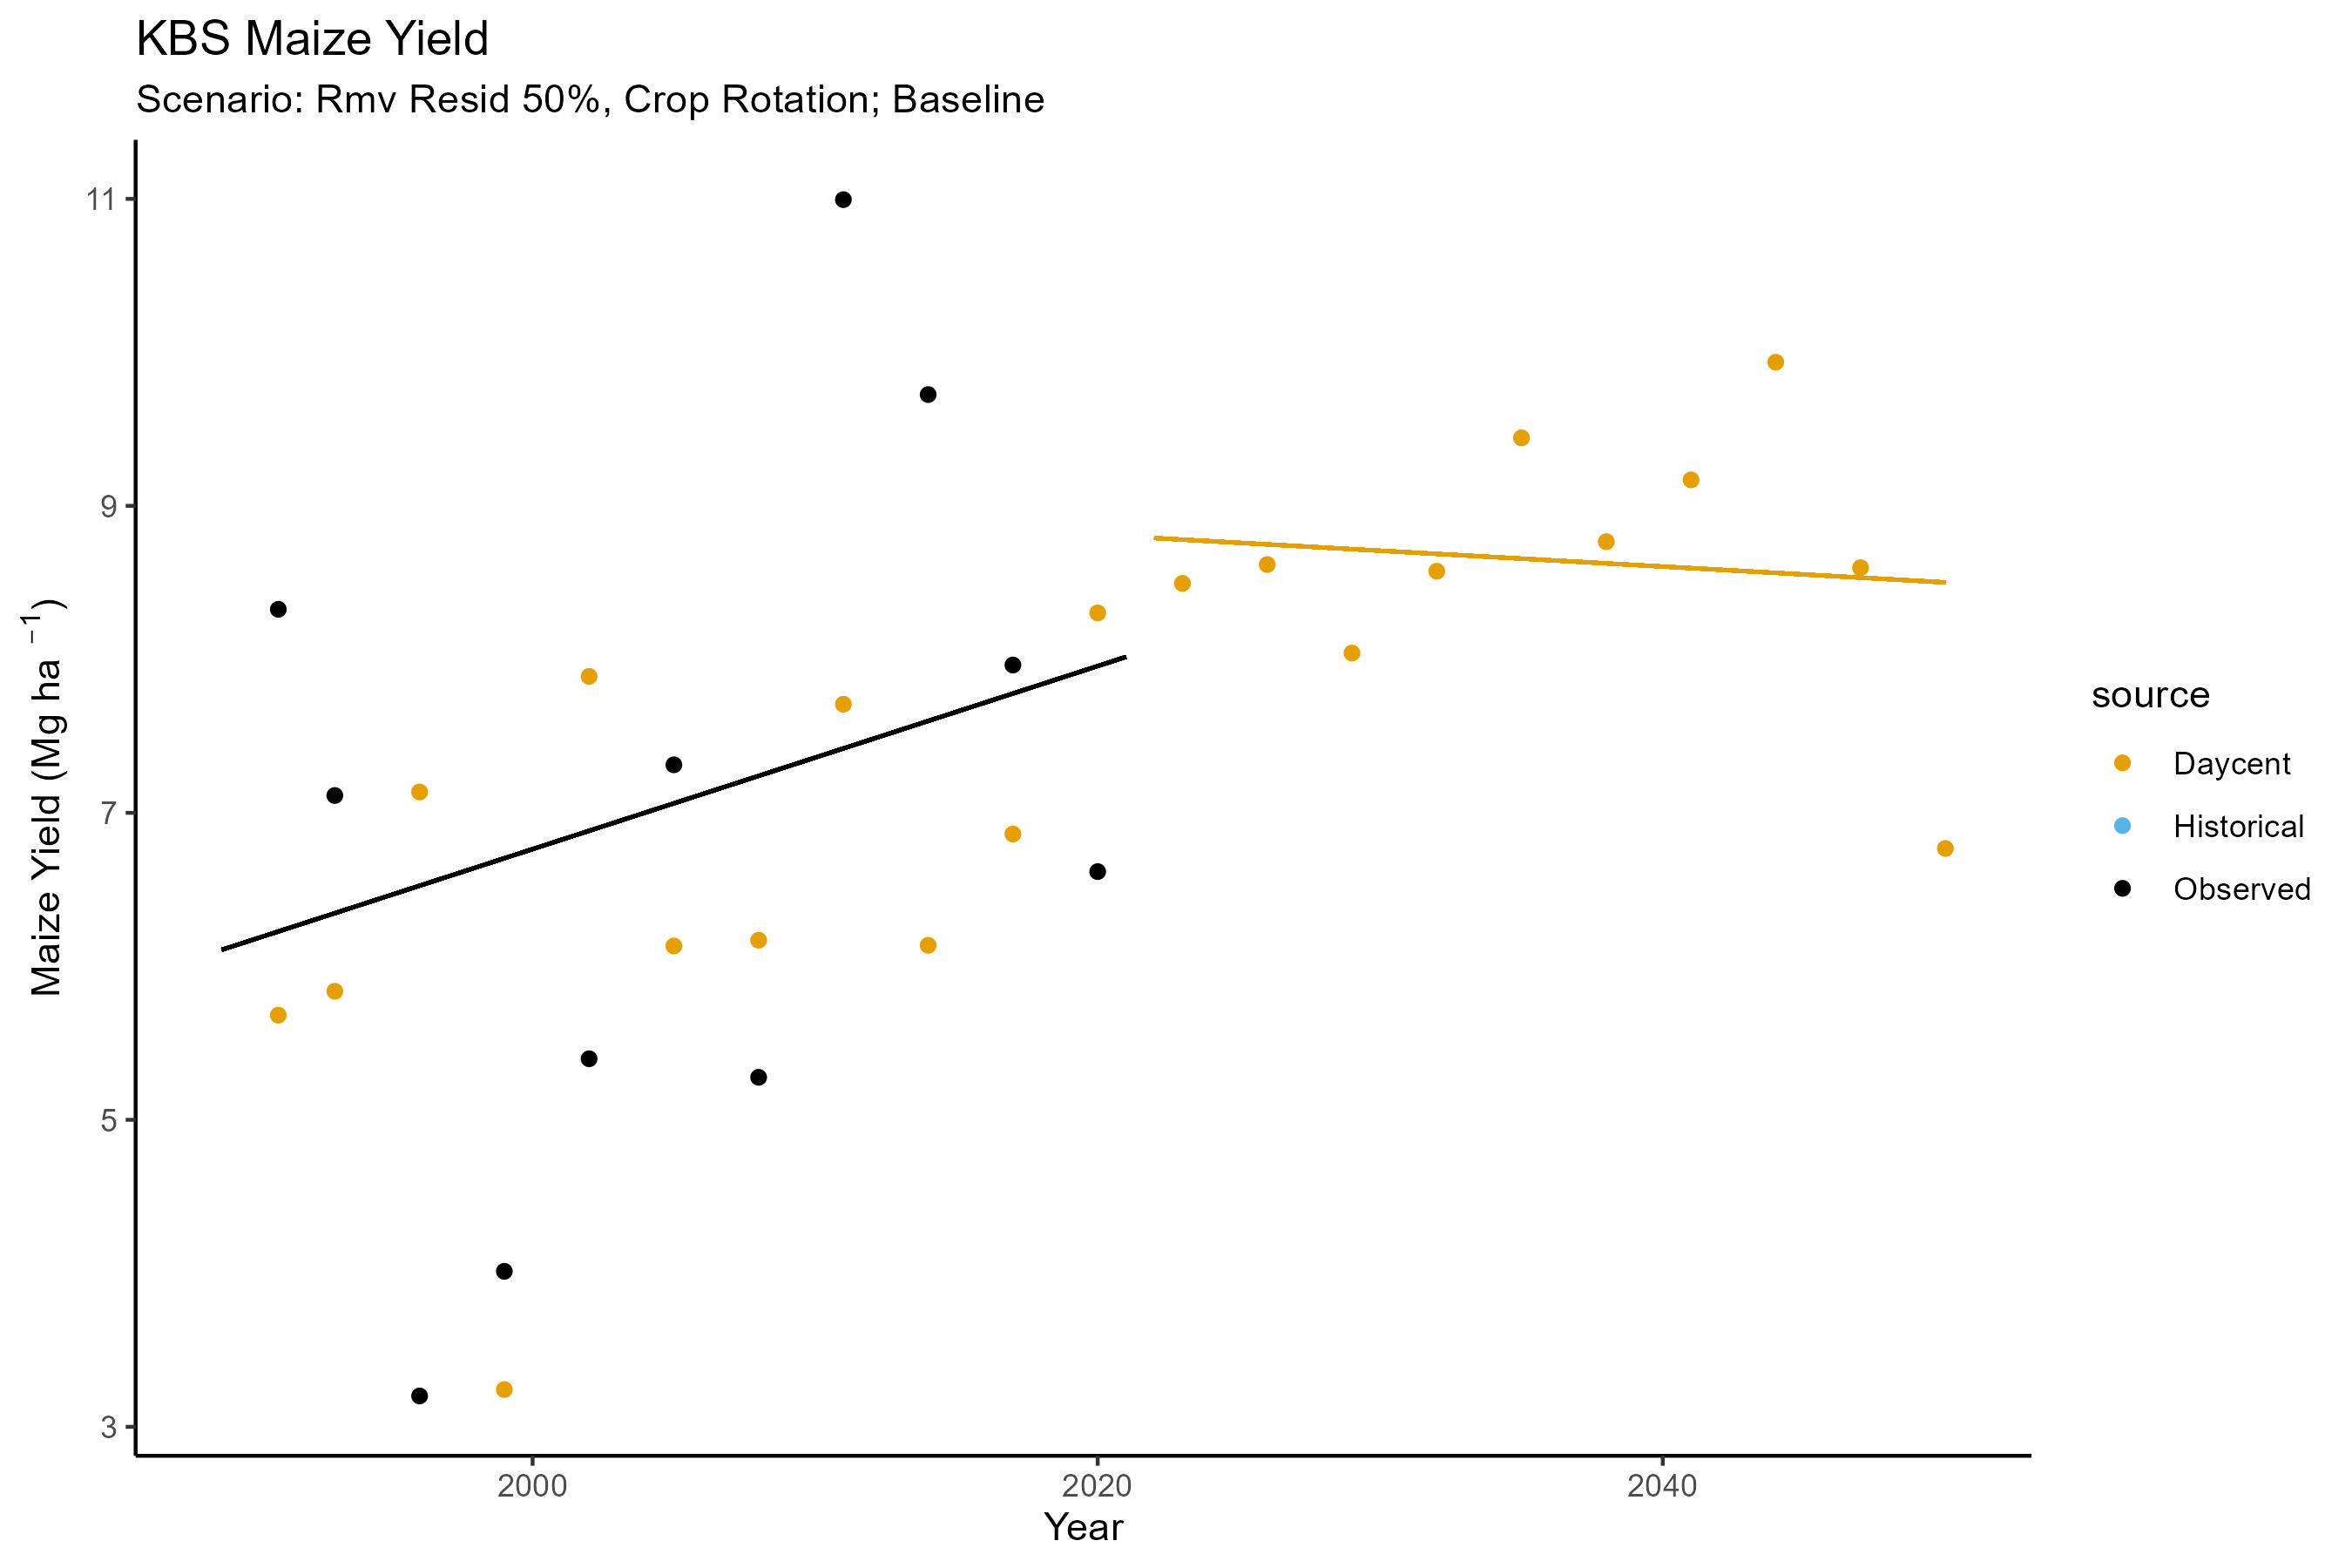 KBS Maize Yield
Scenario: Rmv Resid 50%, Crop Rotation; Baseline
Maize Yield (Mg ha ⁻¹)
11
9
7
5
3
2000
2020
2040
Year
source
Daycent
Historical
Observed